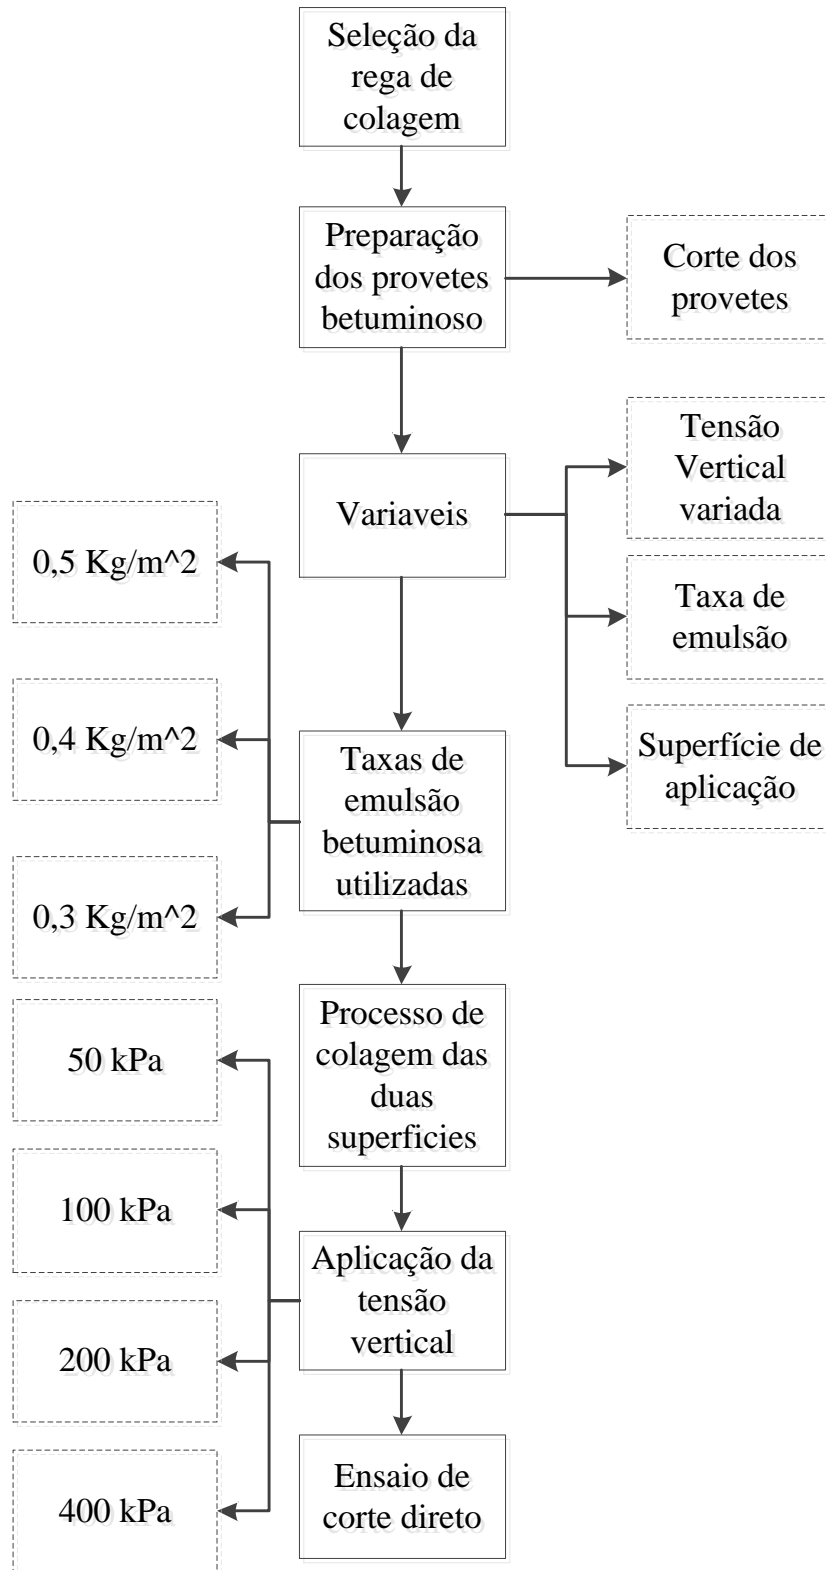 Seleção da
rega de
colagem
Preparação
dos provetes
betuminoso
Corte dos
provetes
Variaveis
Tensão
Vertical
variada
Taxa de
emulsão
Superfície de
aplicação
Taxas de
emulsão
betuminosa
utilizadas
0,5 Kg/m^2
0,4 Kg/m^2
0,3 Kg/m^2
Processo de
colagem das
duas
superficies
Aplicação da
tensão
vertical
50 kPa
100 kPa
200 kPa
400 kPa
Ensaio de
corte direto